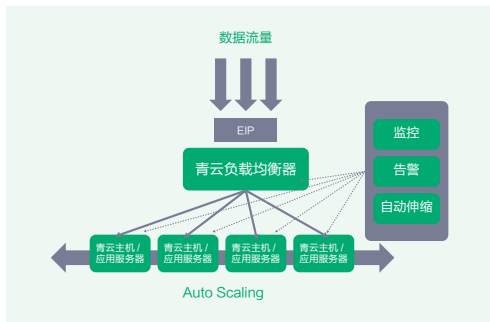 数据流量
EIP
青云负载均衡器
监控
告警
自动伸缩
青云主机 /
应用服务器
青云主机 /
应用服务器
青云主机 /
应用服务器
青云主机 /
应用服务器
Auto Scaling